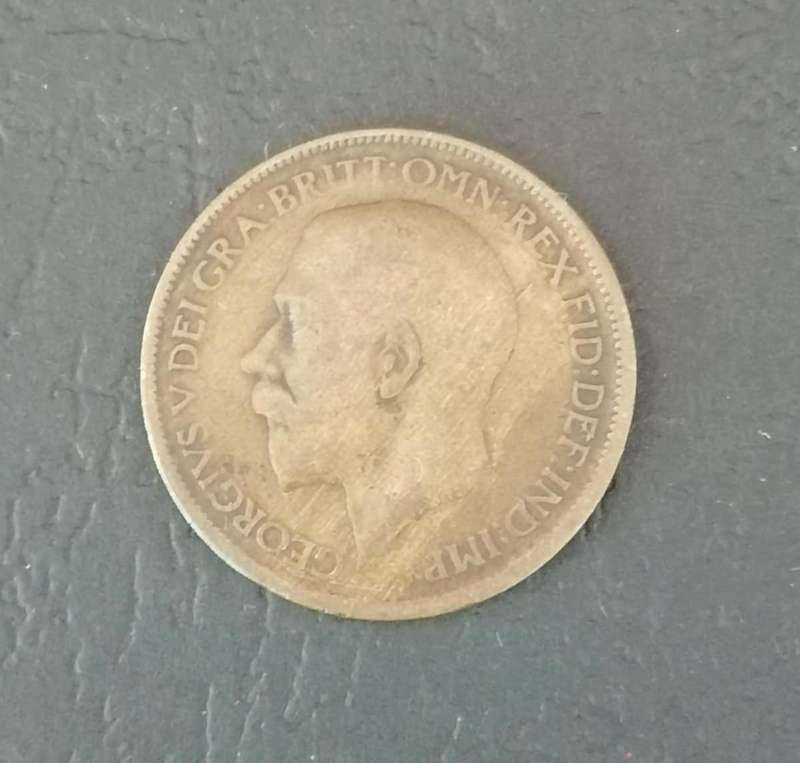 GEORGIVS V DEI GRA·BRITT·OMN·REX FID·DEF·IND·IMP·